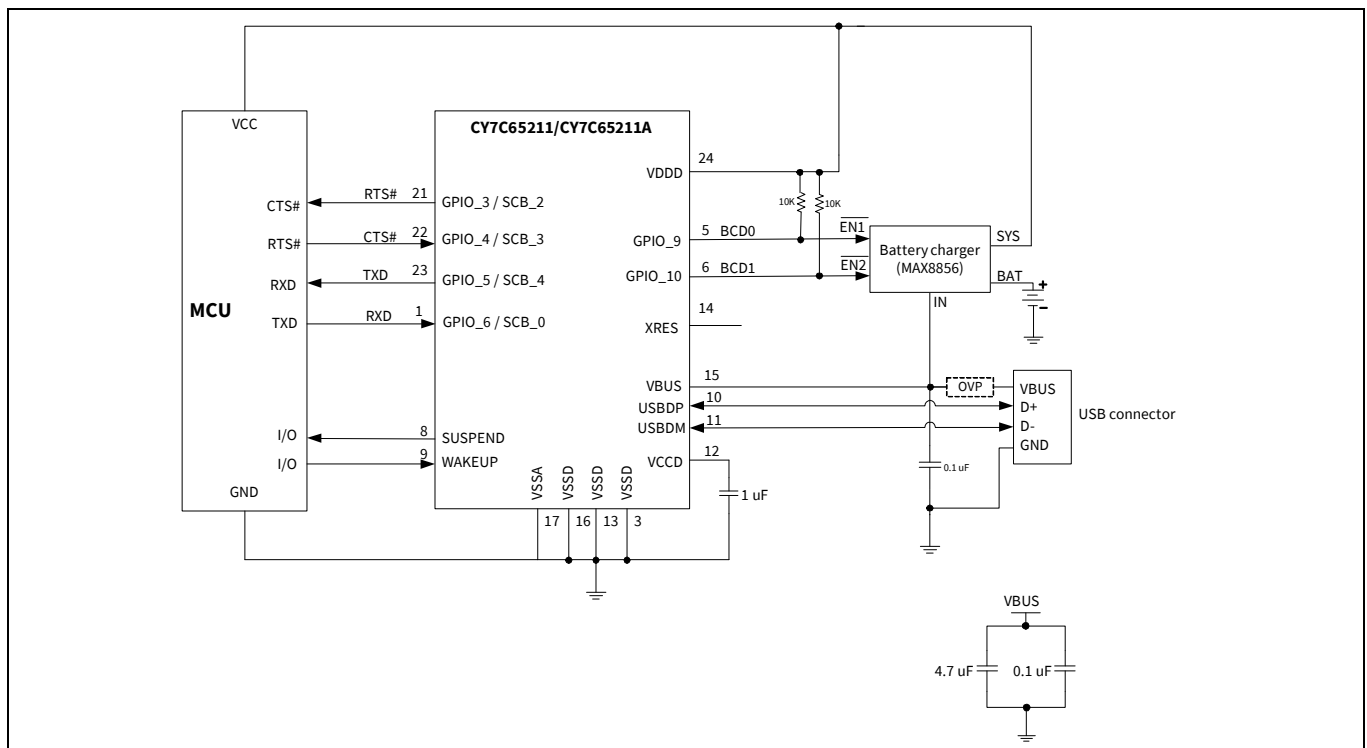 CY7C65211/CY7C65211A
VCC
24
VDDD
RTS# 21 GPIO_3 / SCB_2
CTS#
10K 10K
CTS# 22 GPIO_4 / SCB_3
RTS#
GPIO_9 5 BCD0 EN1
SYS
Battery charger
(MAX8856)
TXD 23 GPIO_5 / SCB_4
RXD
GPIO_10 6 BCD1 EN2
BAT
+
-
MCU
IN
RXD 1 GPIO_6 / SCB_0
TXD
14
XRES
VBUS 15
OVP
VBUS
USBDP 10
D+
USB connector
USBDM 11
D-
I/O 8 SUSPEND
GND
I/O 9 WAKEUP
VCCD 12
0.1 uF
1 uF
GND
VSSA VSSD VSSD VSSD
17 16 13 3
VBUS
4.7 uF 0.1 uF